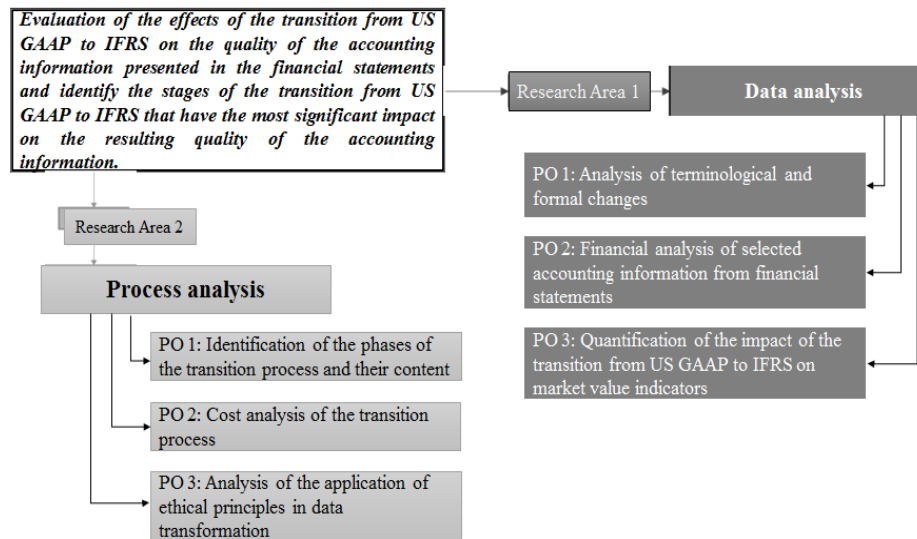 Evaluation of the effects of the transition from US
GAAP to IFRS on the quality of the accounting
information presented in the financial statements
and identify the stages of the transition from US
GAAP to IFRS that have the most significant impact
on the resulting quality of the accounting
information.
Research Area 1
Data analysis
PO 1: Analysis of terminological and
formal changes
PO 2: Financial analysis of selected
accounting information from financial
statements
PO 3: Quantification of the impact of the
transition from US GAAP to IFRS on
market value indicators
Research Area 2
Process analysis
PO 1: Identification of the phases of
the transition process and their content
PO 2: Cost analysis of the transition
process
PO 3: Analysis of the application of
ethical principles in data
transformation